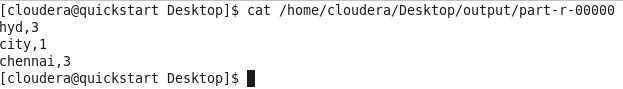 [cloudera@quickstart Desktop]$ cat /home/cloudera/Desktop/output/part-r-00000
hyd,3
city,1
chennai,3
[cloudera@quickstart Desktop]$